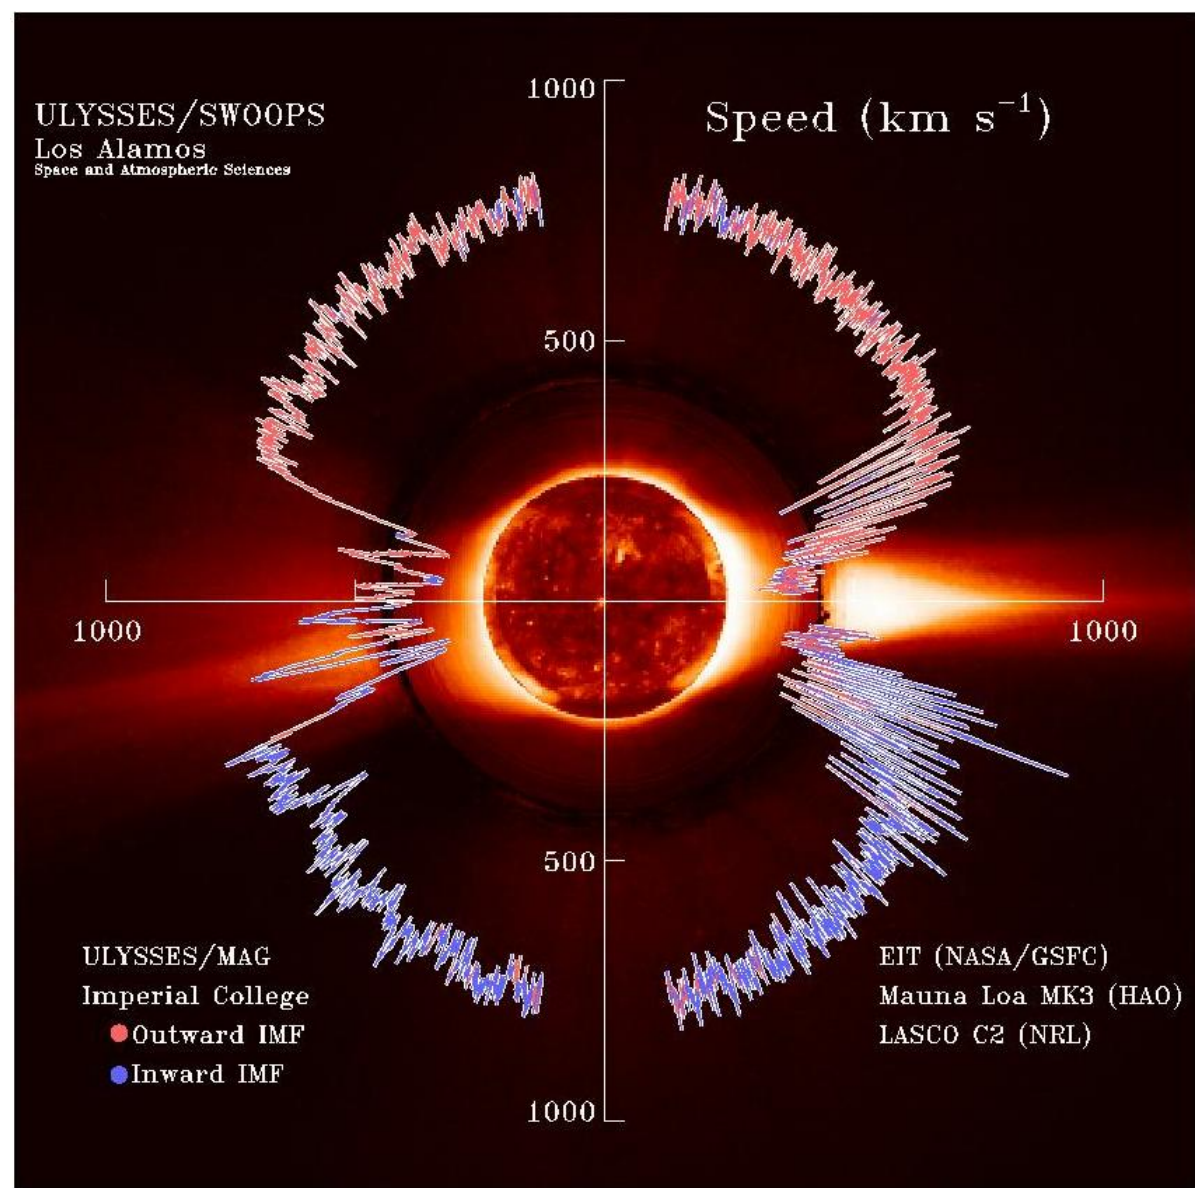 ULYSSES/SWOOPS
Los Alamos
Space and Atmospheric Sciences
Speed (km s⁻¹)
1000
500
1000
1000
500
1000
ULYSSES/MAG
Imperial College
Outward IMF
Inward IMF
EIT (NASA/GSFC)
Mauna Loa MK3 (HAO)
LASCO C2 (NRL)